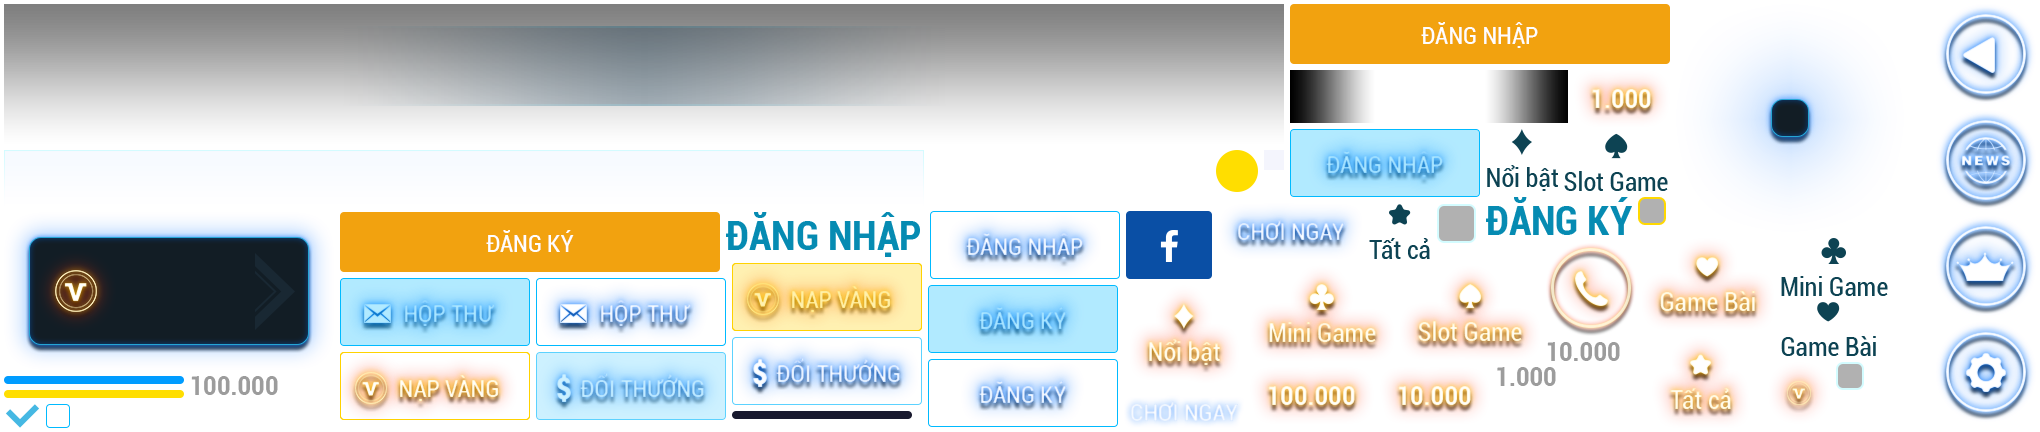 ĐĂNG NHẬP
1.000
ĐĂNG NHẬP
Nổi bật
Slot Game
NEWS
ĐĂNG KÝ
ĐĂNG NHẬP
ĐĂNG NHẬP
f
CHƠI NGAY
Tất cả
ĐĂNG KÝ
V
HỘP THƯ
HỘP THƯ
V NẠP VÀNG
ĐĂNG KÝ
Nổi bật
Mini Game
Slot Game
Game Bài
Mini Game
Game Bài
100.000
V NẠP VÀNG
$ ĐỔI THƯỞNG
$ ĐỔI THƯỞNG
ĐĂNG KÝ
CHƠI NGAY
100.000
10.000
10.000
1.000
Tất cả
V